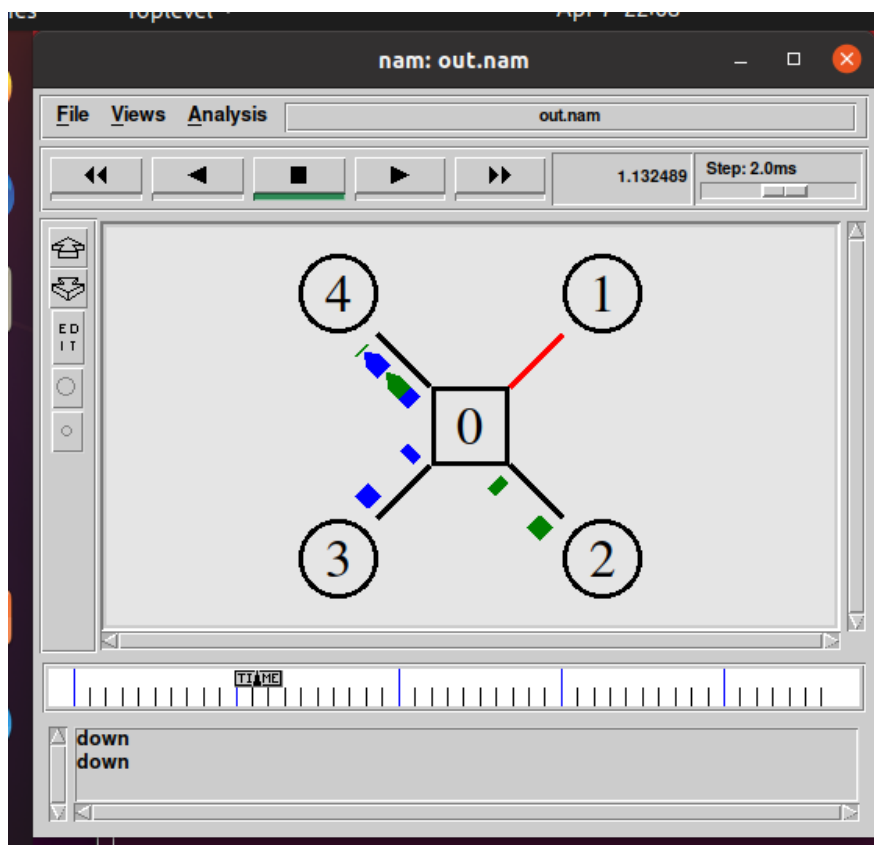 nam: out.nam
File Views Analysis out.nam
1.132489 Step: 2.0ms
E D
I T
4 1
0
3 2
TIME
down
down